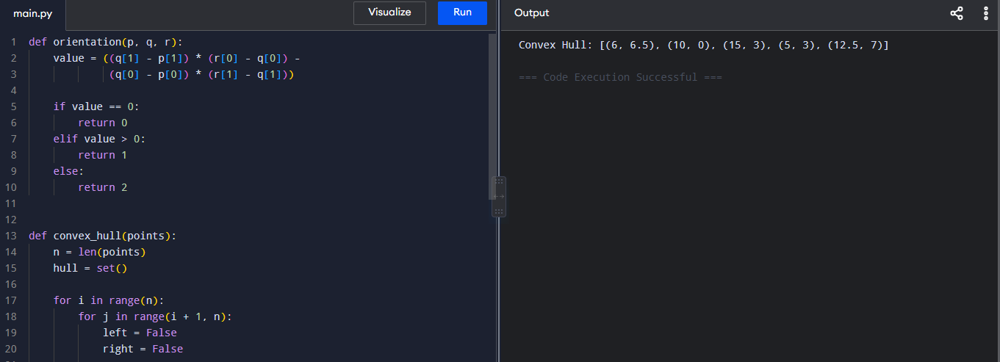 main.py
Visualize
Run
Output
1 def orientation(p, q, r):
2     value = ((q[1] - p[1]) * (r[0] - q[0]) -
3              (q[0] - p[0]) * (r[1] - q[1]))
4
5     if value == 0:
6         return 0
7     elif value > 0:
8         return 1
9     else:
10         return 2
11
12
13 def convex_hull(points):
14     n = len(points)
15     hull = set()
16
17     for i in range(n):
18         for j in range(i + 1, n):
19             left = False
20             right = False
Convex Hull: [(6, 6.5), (10, 0), (15, 3), (5, 3), (12.5, 7)]
=== Code Execution Successful ===